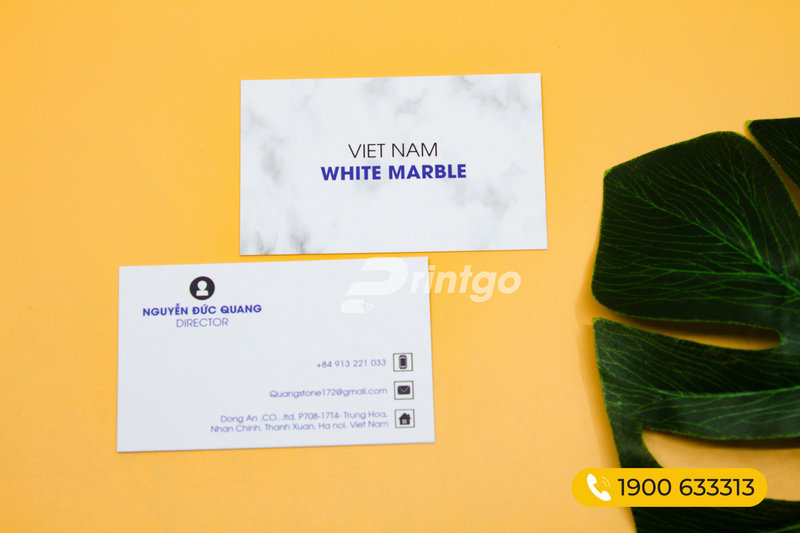 VIET NAM
WHITE MARBLE
Printgo
NGUYỄN ĐỨC QUANG
DIRECTOR
+84 913 221 033
Quangstone172@gmail.com
Dong An .CO...ltd, P708-17T4- Trung Hoa,
Nhan Chinh, Thanh Xuan, Ha noi, Viet Nam
1900 633313